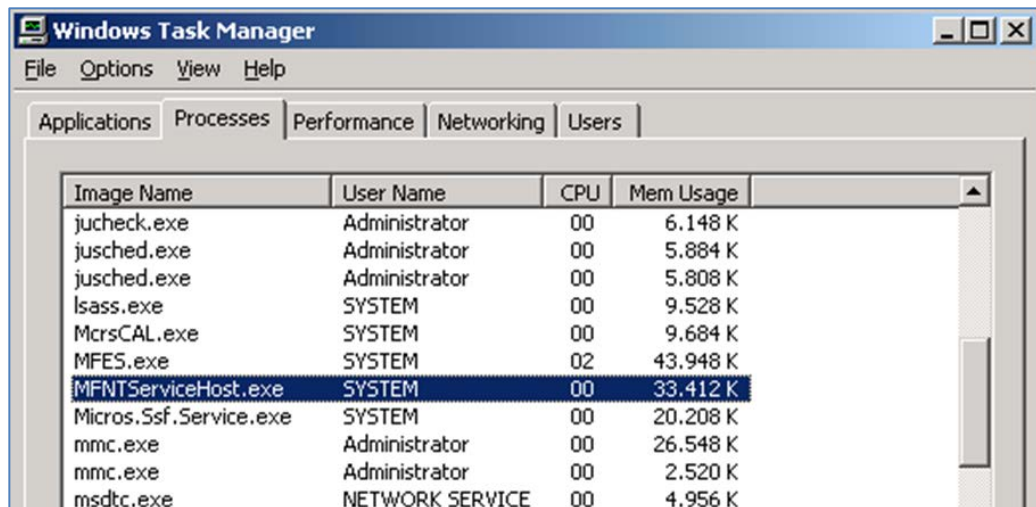 Windows Task Manager
File Options View Help
Applications Processes Performance Networking Users
Image Name User Name CPU Mem Usage
jucheck.exe Administrator 00 6.148 K
jusched.exe Administrator 00 5.884 K
jusched.exe Administrator 00 5.808 K
lsass.exe SYSTEM 00 9.528 K
McrsCAL.exe SYSTEM 00 9.684 K
MFES.exe SYSTEM 02 43.948 K
MFNTServiceHost.exe SYSTEM 00 33.412 K
Micros.Ssf.Service.exe SYSTEM 00 20.208 K
mmc.exe Administrator 00 26.548 K
mmc.exe Administrator 00 2.520 K
msdtc.exe NETWORK SERVICE 00 4.956 K